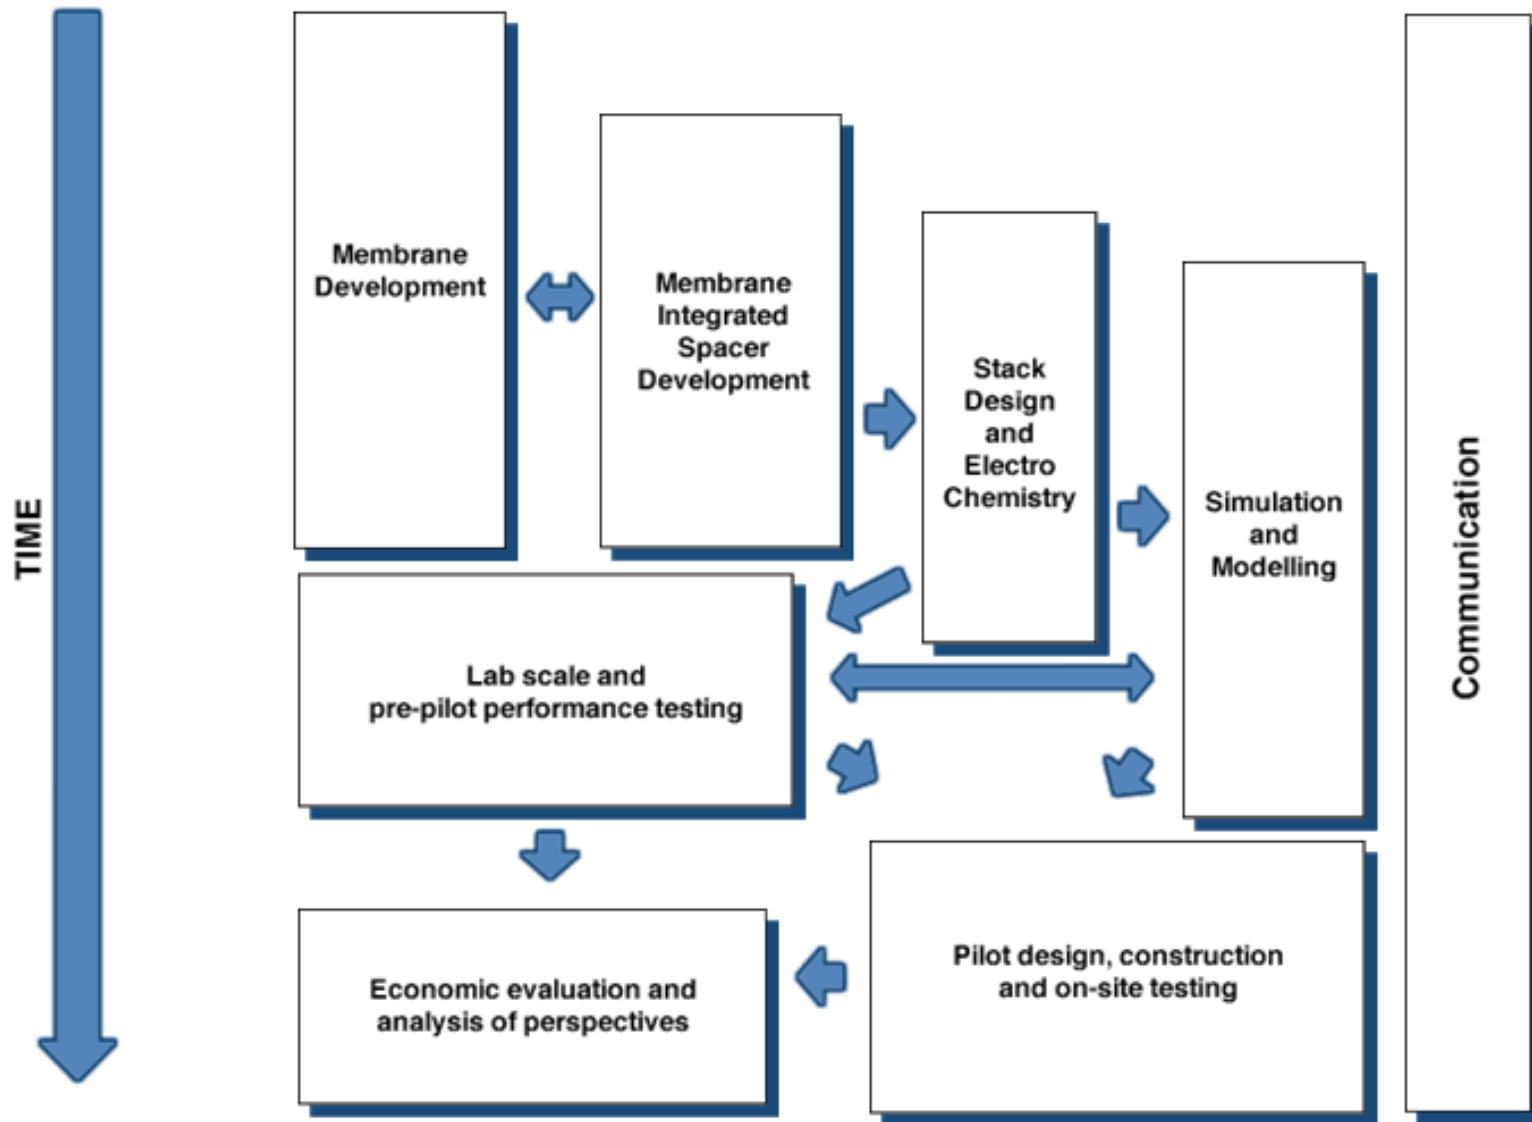 TIME
Membrane
Development
Membrane
Integrated
Spacer
Development
Stack
Design
and
Electro
Chemistry
Simulation
and
Modelling
Communication
Lab scale and
pre-pilot performance testing
Economic evaluation and
analysis of perspectives
Pilot design, construction
and on-site testing